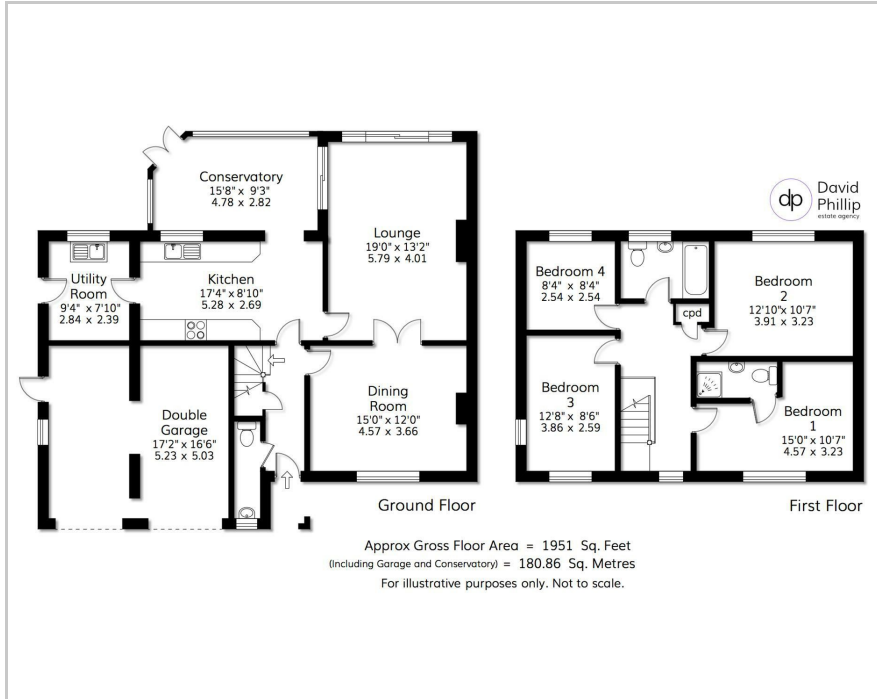 Conservatory
15'8" x 9'3"
4.78 x 2.82
Lounge
19'0" x 13'2"
5.79 x 4.01
Utility
Room
9'4" x 7'10"
2.84 x 2.39
Kitchen
17'4" x 8'10"
5.28 x 2.69
Double
Garage
17'2" x 16'6"
5.23 x 5.03
Dining
Room
15'0" x 12'0"
4.57 x 3.66
Ground Floor
dp
David
Phillip
estate agency
Bedroom 4
8'4" x 8'4"
2.54 x 2.54
cpd
Bedroom
2
12'10" x 10'7"
3.91 x 3.23
Bedroom
3
12'8" x 8'6"
3.86 x 2.59
Bedroom
1
15'0" x 10'7"
4.57 x 3.23
First Floor
Approx Gross Floor Area = 1951 Sq. Feet
(Including Garage and Conservatory) = 180.86 Sq. Metres
For illustrative purposes only. Not to scale.